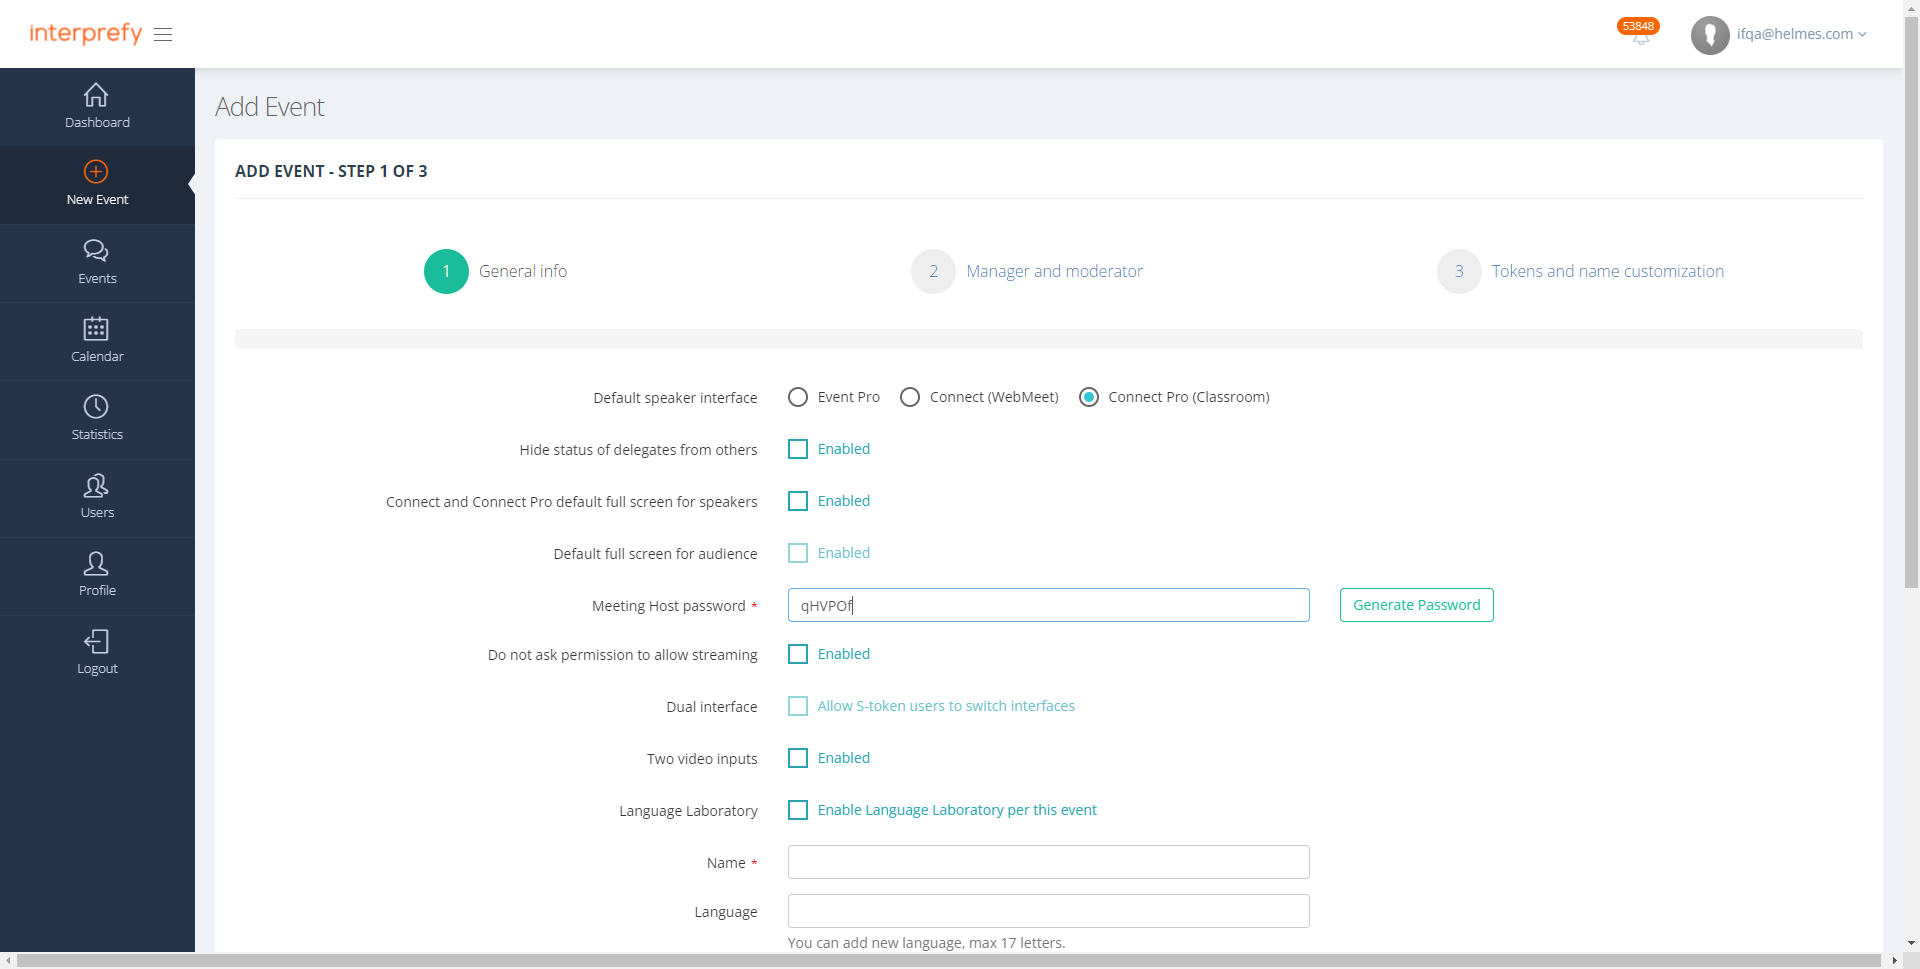 interprefy
53848
ifqa@helmes.com
Dashboard
New Event
Events
Calendar
Statistics
Users
Profile
Logout
Add Event
ADD EVENT - STEP 1 OF 3
1 General info
2 Manager and moderator
3 Tokens and name customization
Default speaker interface Event Pro Connect (WebMeet) Connect Pro (Classroom)
Hide status of delegates from others Enabled
Connect and Connect Pro default full screen for speakers Enabled
Default full screen for audience Enabled
Meeting Host password * qHVPOf Generate Password
Do not ask permission to allow streaming Enabled
Dual interface Allow S-token users to switch interfaces
Two video inputs Enabled
Language Laboratory Enable Language Laboratory per this event
Name *
Language
You can add new language, max 17 letters.